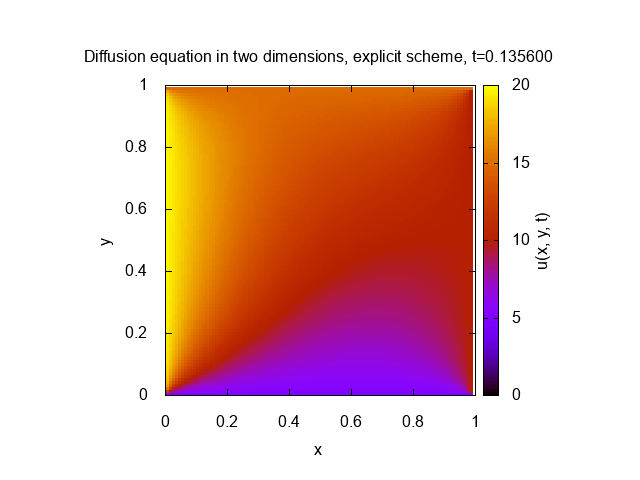 Diffusion equation in two dimensions, explicit scheme, t=0.135600
1
0.8
0.6
0.4
0.2
0
y
0 0.2 0.4 0.6 0.8 1
x
20
15
10
5
0
u(x, y, t)